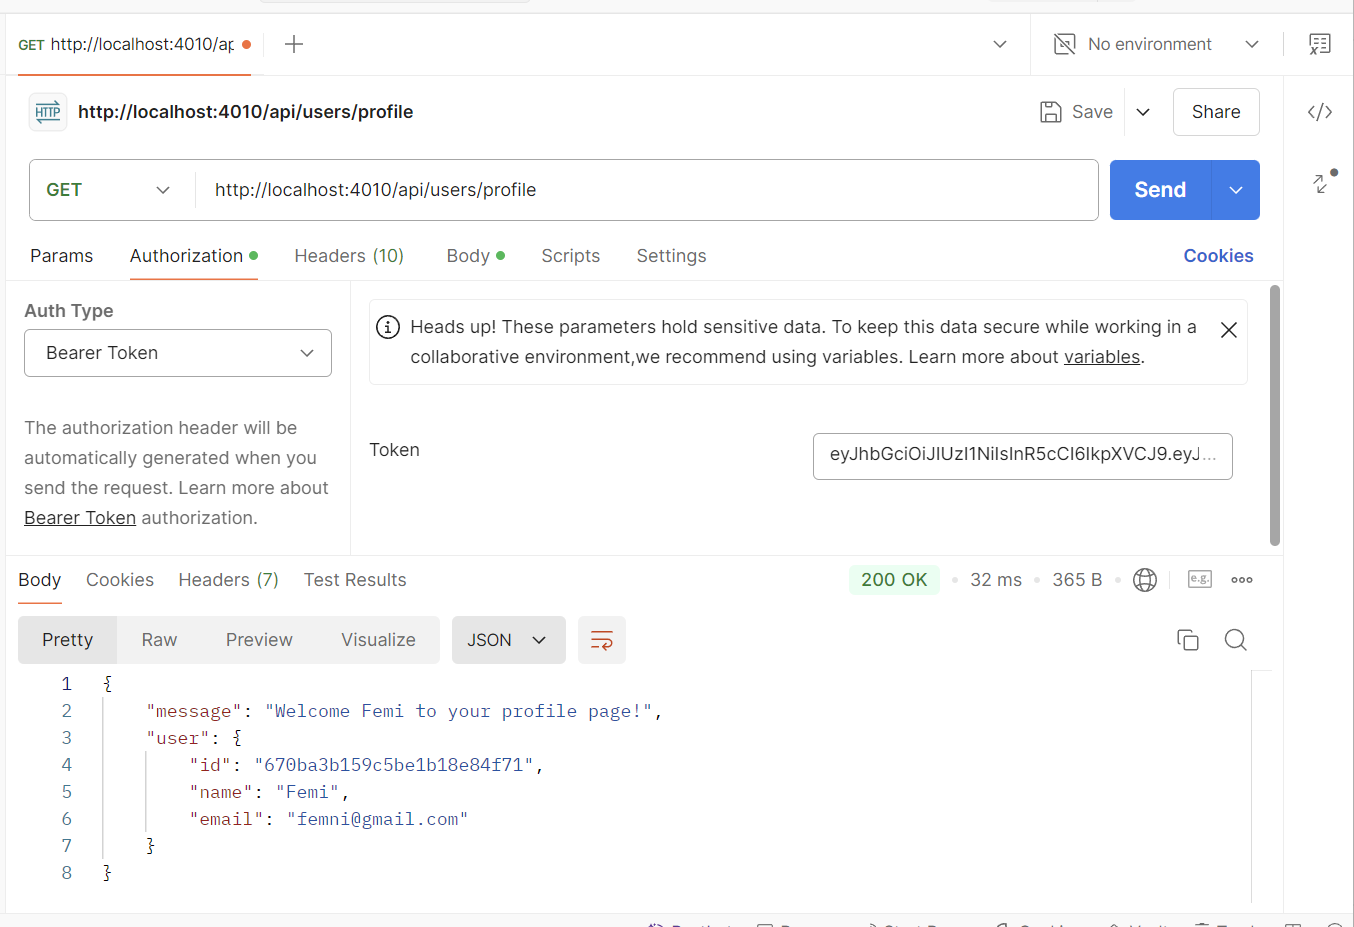 GET http://localhost:4010/ap
No environment
HTTP http://localhost:4010/api/users/profile
Save
Share
GET
http://localhost:4010/api/users/profile
Send
Params
Authorization
Headers (10)
Body
Scripts
Settings
Cookies
Auth Type
Bearer Token
The authorization header will be
automatically generated when you
send the request. Learn more about
Bearer Token authorization.
Heads up! These parameters hold sensitive data. To keep this data secure while working in a
collaborative environment,we recommend using variables. Learn more about variables.
Token
eyJhbGciOiJIUzI1NiIsInR5cCI6IkpXVCJ9.eyJ...
Body
Cookies
Headers (7)
Test Results
200 OK
32 ms
365 B
e.g.
Pretty
Raw
Preview
Visualize
JSON
1 {
2 "message": "Welcome Femi to your profile page!",
3 "user": {
4 "id": "670ba3b159c5be1b18e84f71",
5 "name": "Femi",
6 "email": "femni@gmail.com"
7 }
8 }